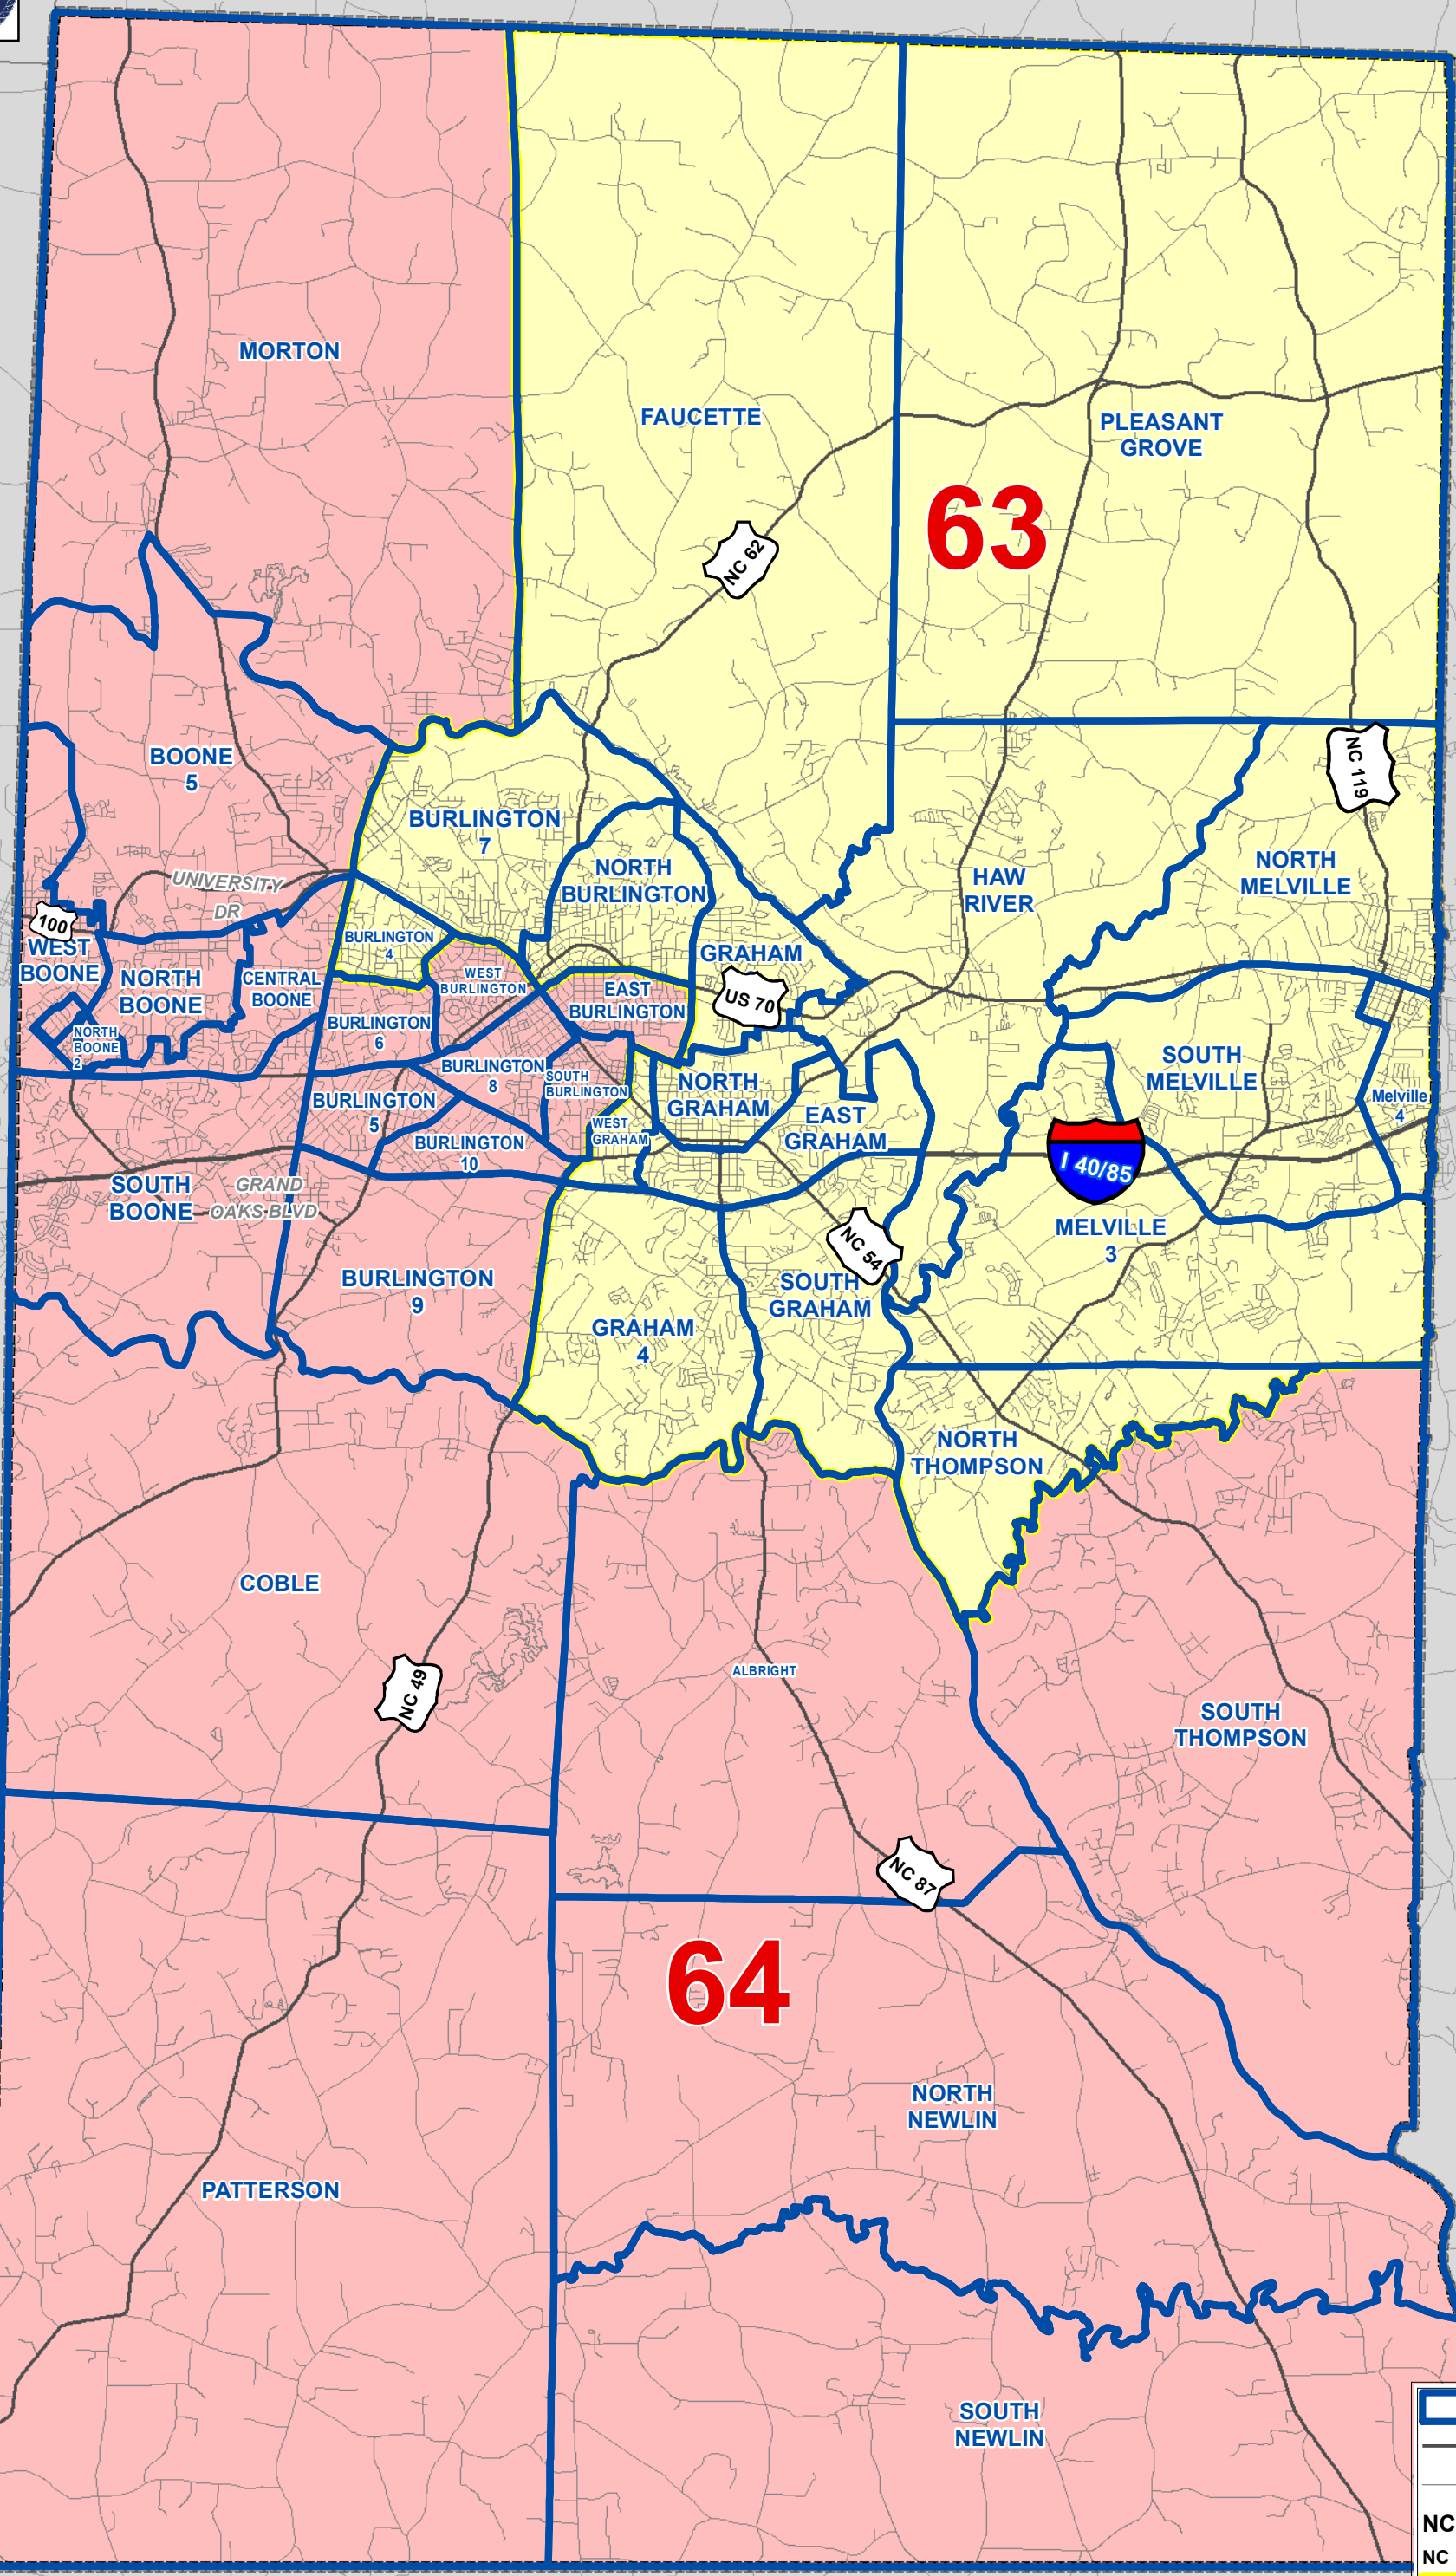 MORTON
FAUCETTE
PLEASANT
GROVE
63
NC 62
NC 119
BOONE
5
BURLINGTON
7
NORTH
BURLINGTON
HAW
RIVER
NORTH
MELVILLE
UNIVERSITY
DR
100
WEST
BOONE
NORTH
BOONE
CENTRAL
BOONE
BURLINGTON
4
WEST
BURLINGTON
EAST
BURLINGTON
GRAHAM
US 70
NORTH
BOONE
2
BURLINGTON
6
BURLINGTON
8
SOUTH
BURLINGTON
NORTH
GRAHAM
EAST
GRAHAM
SOUTH
MELVILLE
Melville
4
BURLINGTON
5
WEST
GRAHAM
BURLINGTON
10
I 40/85
SOUTH
BOONE
GRAND
OAKS BLVD
MELVILLE
3
NC 54
BURLINGTON
9
SOUTH
GRAHAM
GRAHAM
4
NORTH
THOMPSON
COBLE
ALBRIGHT
NC 49
SOUTH
THOMPSON
NC 87
64
NORTH
NEWLIN
PATTERSON
SOUTH
NEWLIN
NC
NC